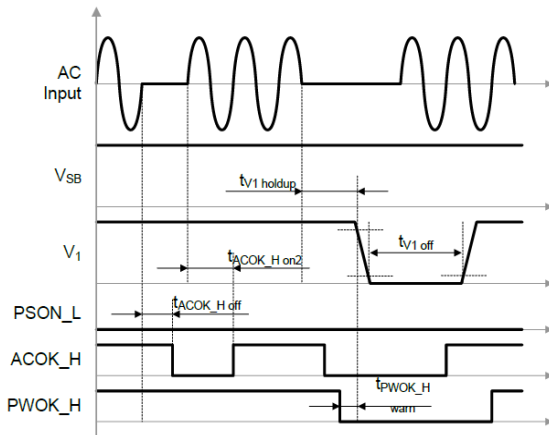 AC
Input
VSB
tV1 holdup
V1
tV1 off
tACOK_H on2
PSON_L
tACOK_H off
ACOK_H
tPWOK_H
warn
PWOK_H